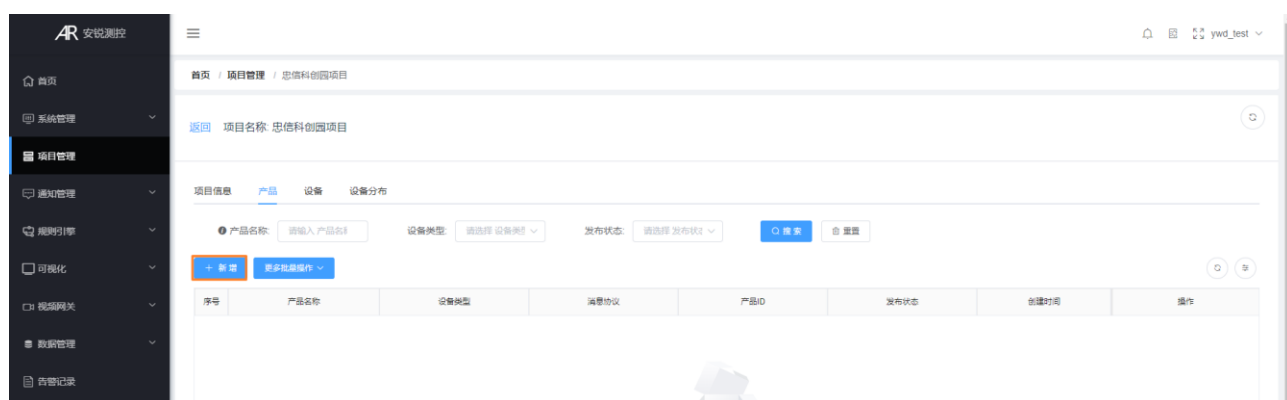 AR 安锐测控
ywd_test
首页
系统管理
项目管理
通知管理
规则引擎
可视化
视频网关
数据管理
告警记录
首页 / 项目管理 / 忠信科创园项目
返回 项目名称: 忠信科创园项目
项目信息 产品 设备 设备分布
产品名称: 请输入 产品名称 设备类型: 请选择 设备类型 发布状态: 请选择 发布状态 搜索 重置
+ 新增 更多批量操作
序号 产品名称 设备类型 消息协议 产品ID 发布状态 创建时间 操作